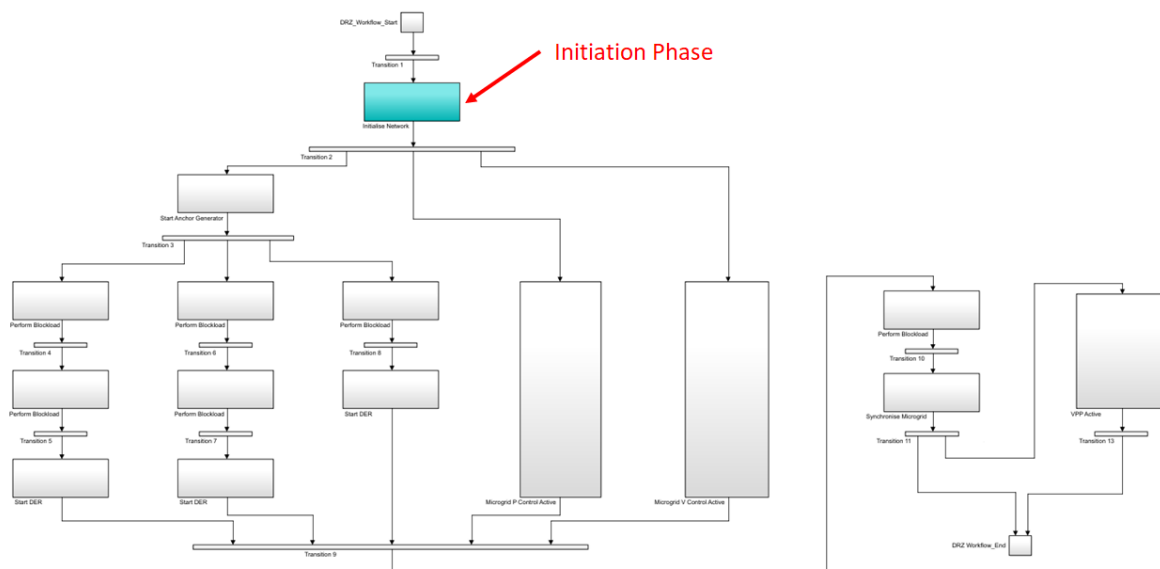 DRZ_Workflow_Start
Transition 1
Initiation Phase
Initialise Network
Transition 2
Start Anchor Generator
Transition 3
Perform Blockload
Perform Blockload
Perform Blockload
Perform Blockload
Transition 4
Transition 6
Transition 8
Transition 10
Perform Blockload
Perform Blockload
Start DER
Synchronise Microgrid
VPP Active
Transition 5
Transition 7
Transition 11
Transition 13
Start DER
Start DER
Microgrid P Control Active
Microgrid V Control Active
DRZ Workflow_End
Transition 9